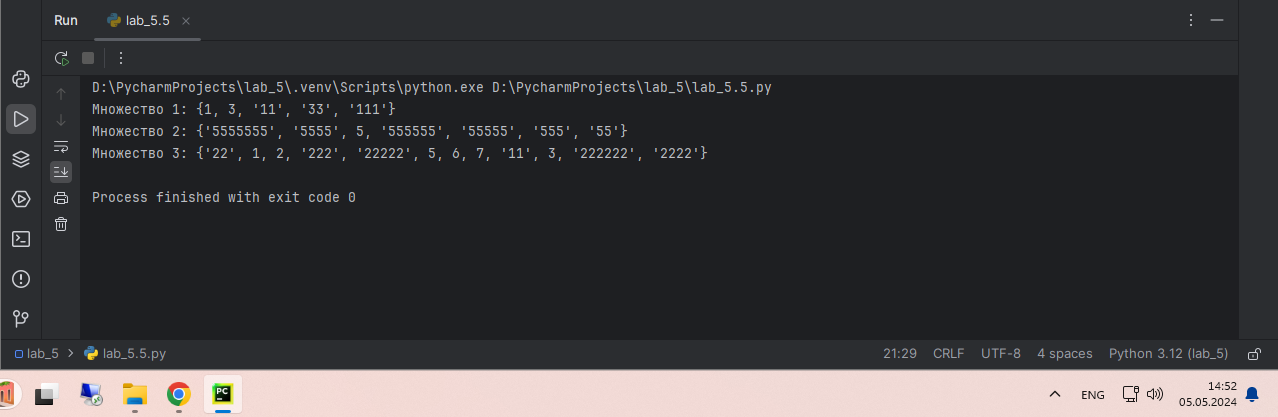 Run lab_5.5
D:\PycharmProjects\lab_5\.venv\Scripts\python.exe D:\PycharmProjects\lab_5\lab_5.5.py
Множество 1: {1, 3, '11', '33', '111'}
Множество 2: {'5555555', '5555', 5, '555555', '55555', '555', '55'}
Множество 3: {'22', 1, 2, '222', '22222', 5, 6, 7, '11', 3, '222222', '2222'}
Process finished with exit code 0
lab_5 > lab_5.5.py 21:29 CRLF UTF-8 4 spaces Python 3.12 (lab_5)
PC ENG 14:52
05.05.2024